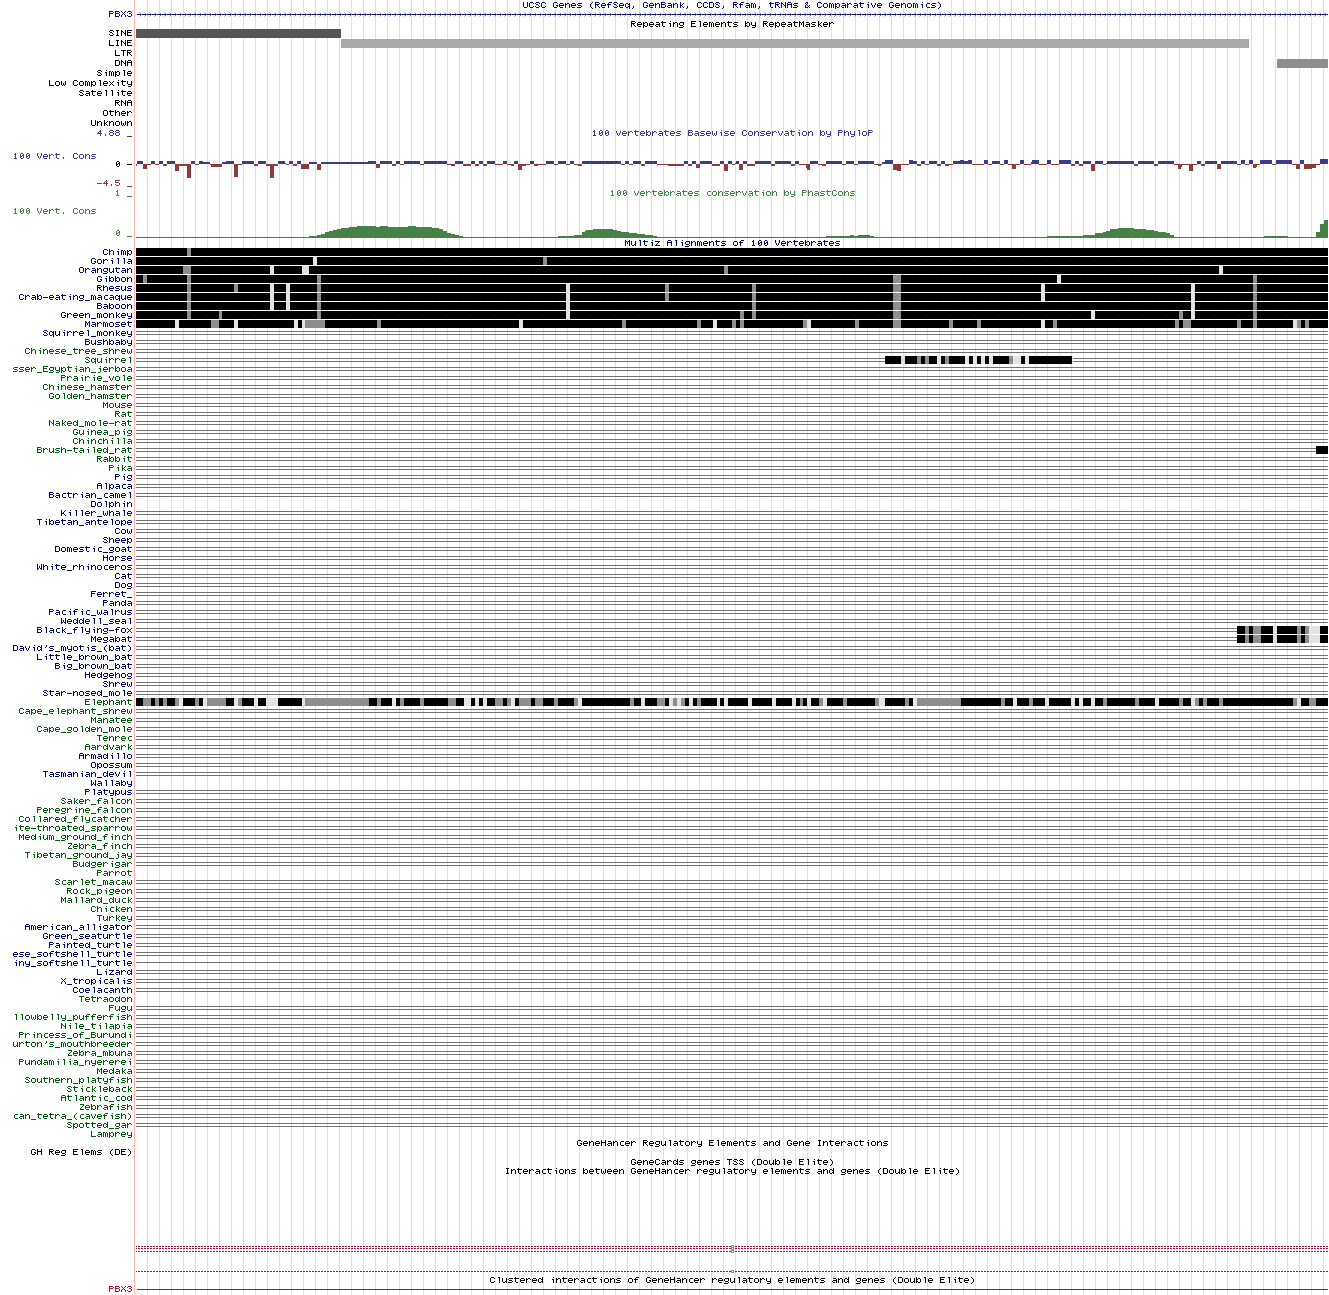 UCSC Genes (RefSeq, GenBank, CCDS, Rfam, tRNAs & Comparative Genomics)
PBX3
Repeating Elements by RepeatMasker
SINE
LINE
LTR
DNA
Simple
Low Complexity
Satellite
RNA
Other
Unknown
4.88 _
100 vertebrates Basewise Conservation by PhyloP
100 Vert. Cons
0 _
-4.5 _
1 _
100 vertebrates conservation by PhastCons
100 Vert. Cons
0 _
Multiz Alignments of 100 Vertebrates
Chimp
Gorilla
Orangutan
Gibbon
Rhesus
Crab-eating_macaque
Baboon
Green_monkey
Marmoset
Squirrel_monkey
Bushbaby
Chinese_tree_shrew
Squirrel
sser_Egyptian_jerboa
Prairie_vole
Chinese_hamster
Golden_hamster
Mouse
Rat
Naked_mole-rat
Guinea_pig
Chinchilla
Brush-tailed_rat
Rabbit
Pika
Pig
Alpaca
Bactrian_camel
Dolphin
Killer_whale
Tibetan_antelope
Cow
Sheep
Domestic_goat
Horse
White_rhinoceros
Cat
Dog
Ferret_
Panda
Pacific_walrus
Weddell_seal
Black_flying-fox
Megabat
David's_myotis_(bat)
Little_brown_bat
Big_brown_bat
Hedgehog
Shrew
Star-nosed_mole
Elephant
Cape_elephant_shrew
Manatee
Cape_golden_mole
Tenrec
Aardvark
Armadillo
Opossum
Tasmanian_devil
Wallaby
Platypus
Saker_falcon
Peregrine_falcon
Collared_flycatcher
ite-throated_sparrow
Medium_ground_finch
Zebra_finch
Tibetan_ground_jay
Budgerigar
Parrot
Scarlet_macaw
Rock_pigeon
Mallard_duck
Chicken
Turkey
American_alligator
Green_seaturtle
Painted_turtle
ese_softshell_turtle
iny_softshell_turtle
Lizard
X_tropicalis
Coelacanth
Tetraodon
Fugu
llowbelly_pufferfish
Nile_tilapia
Princess_of_Burundi
urton's_mouthbreeder
Zebra_mbuna
Pundamilia_nyererei
Medaka
Southern_platyfish
Stickleback
Atlantic_cod
Zebrafish
can_tetra_(cavefish)
Spotted_gar
Lamprey
GeneHancer Regulatory Elements and Gene Interactions
GH Reg Elems (DE)
GeneCards genes TSS (Double Elite)
Interactions between GeneHancer regulatory elements and genes (Double Elite)
Clustered interactions of GeneHancer regulatory elements and genes (Double Elite)
PBX3